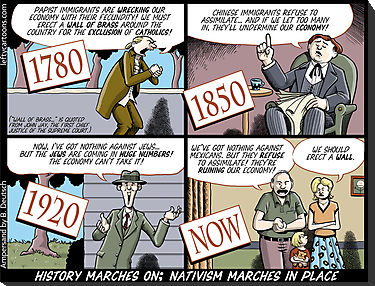 PAPIST IMMIGRANTS ARE WRECKING OUR
ECONOMY WITH THEIR FECUNDITY! WE MUST
ERECT A WALL OF BRASS AROUND THE
COUNTRY FOR THE EXCLUSION OF CATHOLICS!
1780
("WALL OF BRASS..." IS QUOTED
FROM JOHN JAY, THE FIRST CHIEF
JUSTICE OF THE SUPREME COURT.)
CHINESE IMMIGRANTS REFUSE TO
ASSIMILATE... AND IF WE LET TOO MANY
IN, THEY'LL UNDERMINE OUR ECONOMY!
1850
NOW, I'VE GOT NOTHING AGAINST JEWS...
BUT THE JEWS ARE COMING IN HUGE NUMBERS!
THE ECONOMY CAN'T TAKE IT!
1920
WE'VE GOT NOTHING AGAINST
MEXICANS. BUT THEY REFUSE
TO ASSIMILATE! THEY'RE
RUINING OUR ECONOMY!
WE SHOULD
ERECT A WALL.
NOW
HISTORY MARCHES ON; NATIVISM MARCHES IN PLACE
leftycartoons.com
Ampersand by B. Deutsch